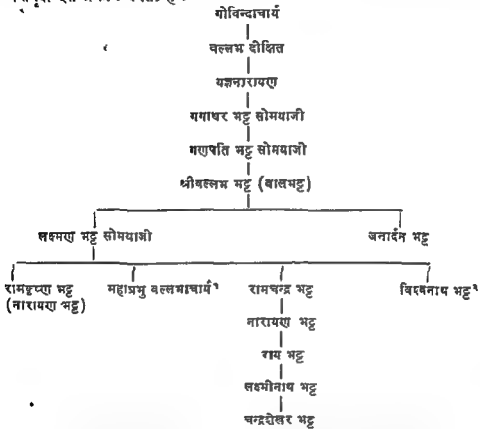 गोविन्दाचार्य
वल्लभ दीक्षित
यज्ञनारायण
गगाधर भट्ट सोमयाजी
गणपति भट्ट सोमयाजी
श्रीवल्लभ भट्ट (बालभट्ट)
लक्ष्मण भट्ट सोमयाजी जनार्दन भट्ट
रामकृष्ण भट्ट महाप्रभु वल्लभाचार्य¹ रामचन्द्र भट्ट विश्वनाथ भट्ट²
(नारायण भट्ट)
नारायण भट्ट
राय भट्ट
लक्ष्मीनाथ भट्ट
चन्द्रशेखर भट्ट